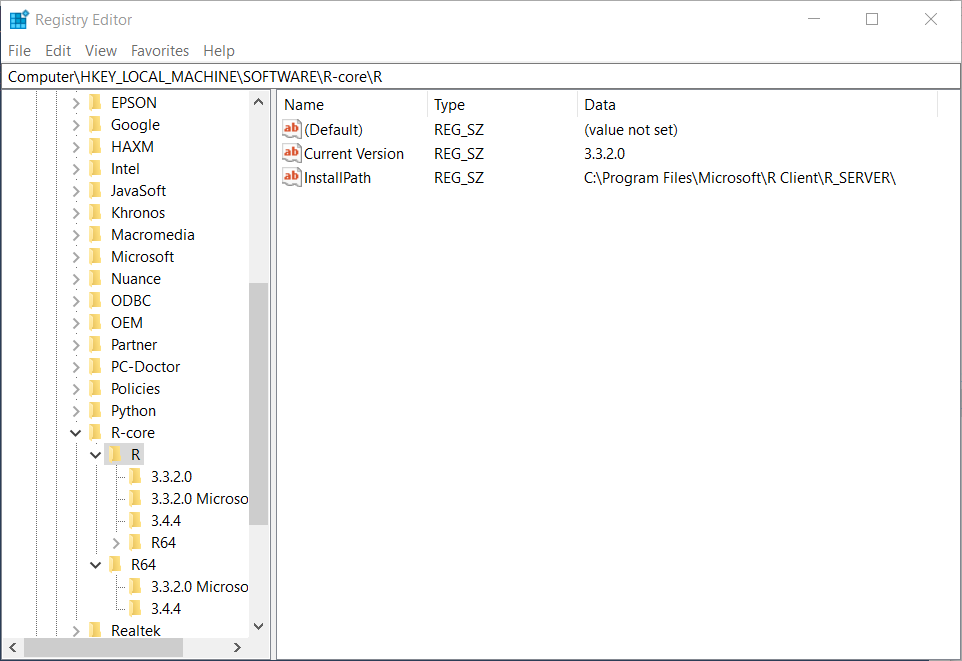 Registry Editor
File Edit View Favorites Help
Computer\HKEY_LOCAL_MACHINE\SOFTWARE\R-core\R
EPSON
Google
HAXM
Intel
JavaSoft
Khronos
Macromedia
Microsoft
Nuance
ODBC
OEM
Partner
PC-Doctor
Policies
Python
R-core
R
3.3.2.0
3.3.2.0 Microso
3.4.4
R64
R64
3.3.2.0 Microso
3.4.4
Realtek
Name Type Data
ab (Default) REG_SZ (value not set)
ab Current Version REG_SZ 3.3.2.0
ab InstallPath REG_SZ C:\Program Files\Microsoft\R Client\R_SERVER\